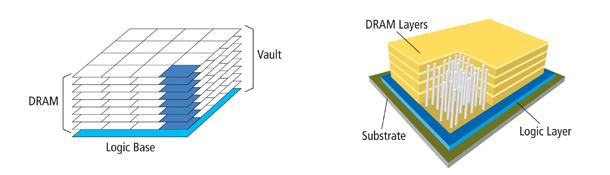 DRAM
Vault
Logic Base
DRAM Layers
Substrate
Logic Layer